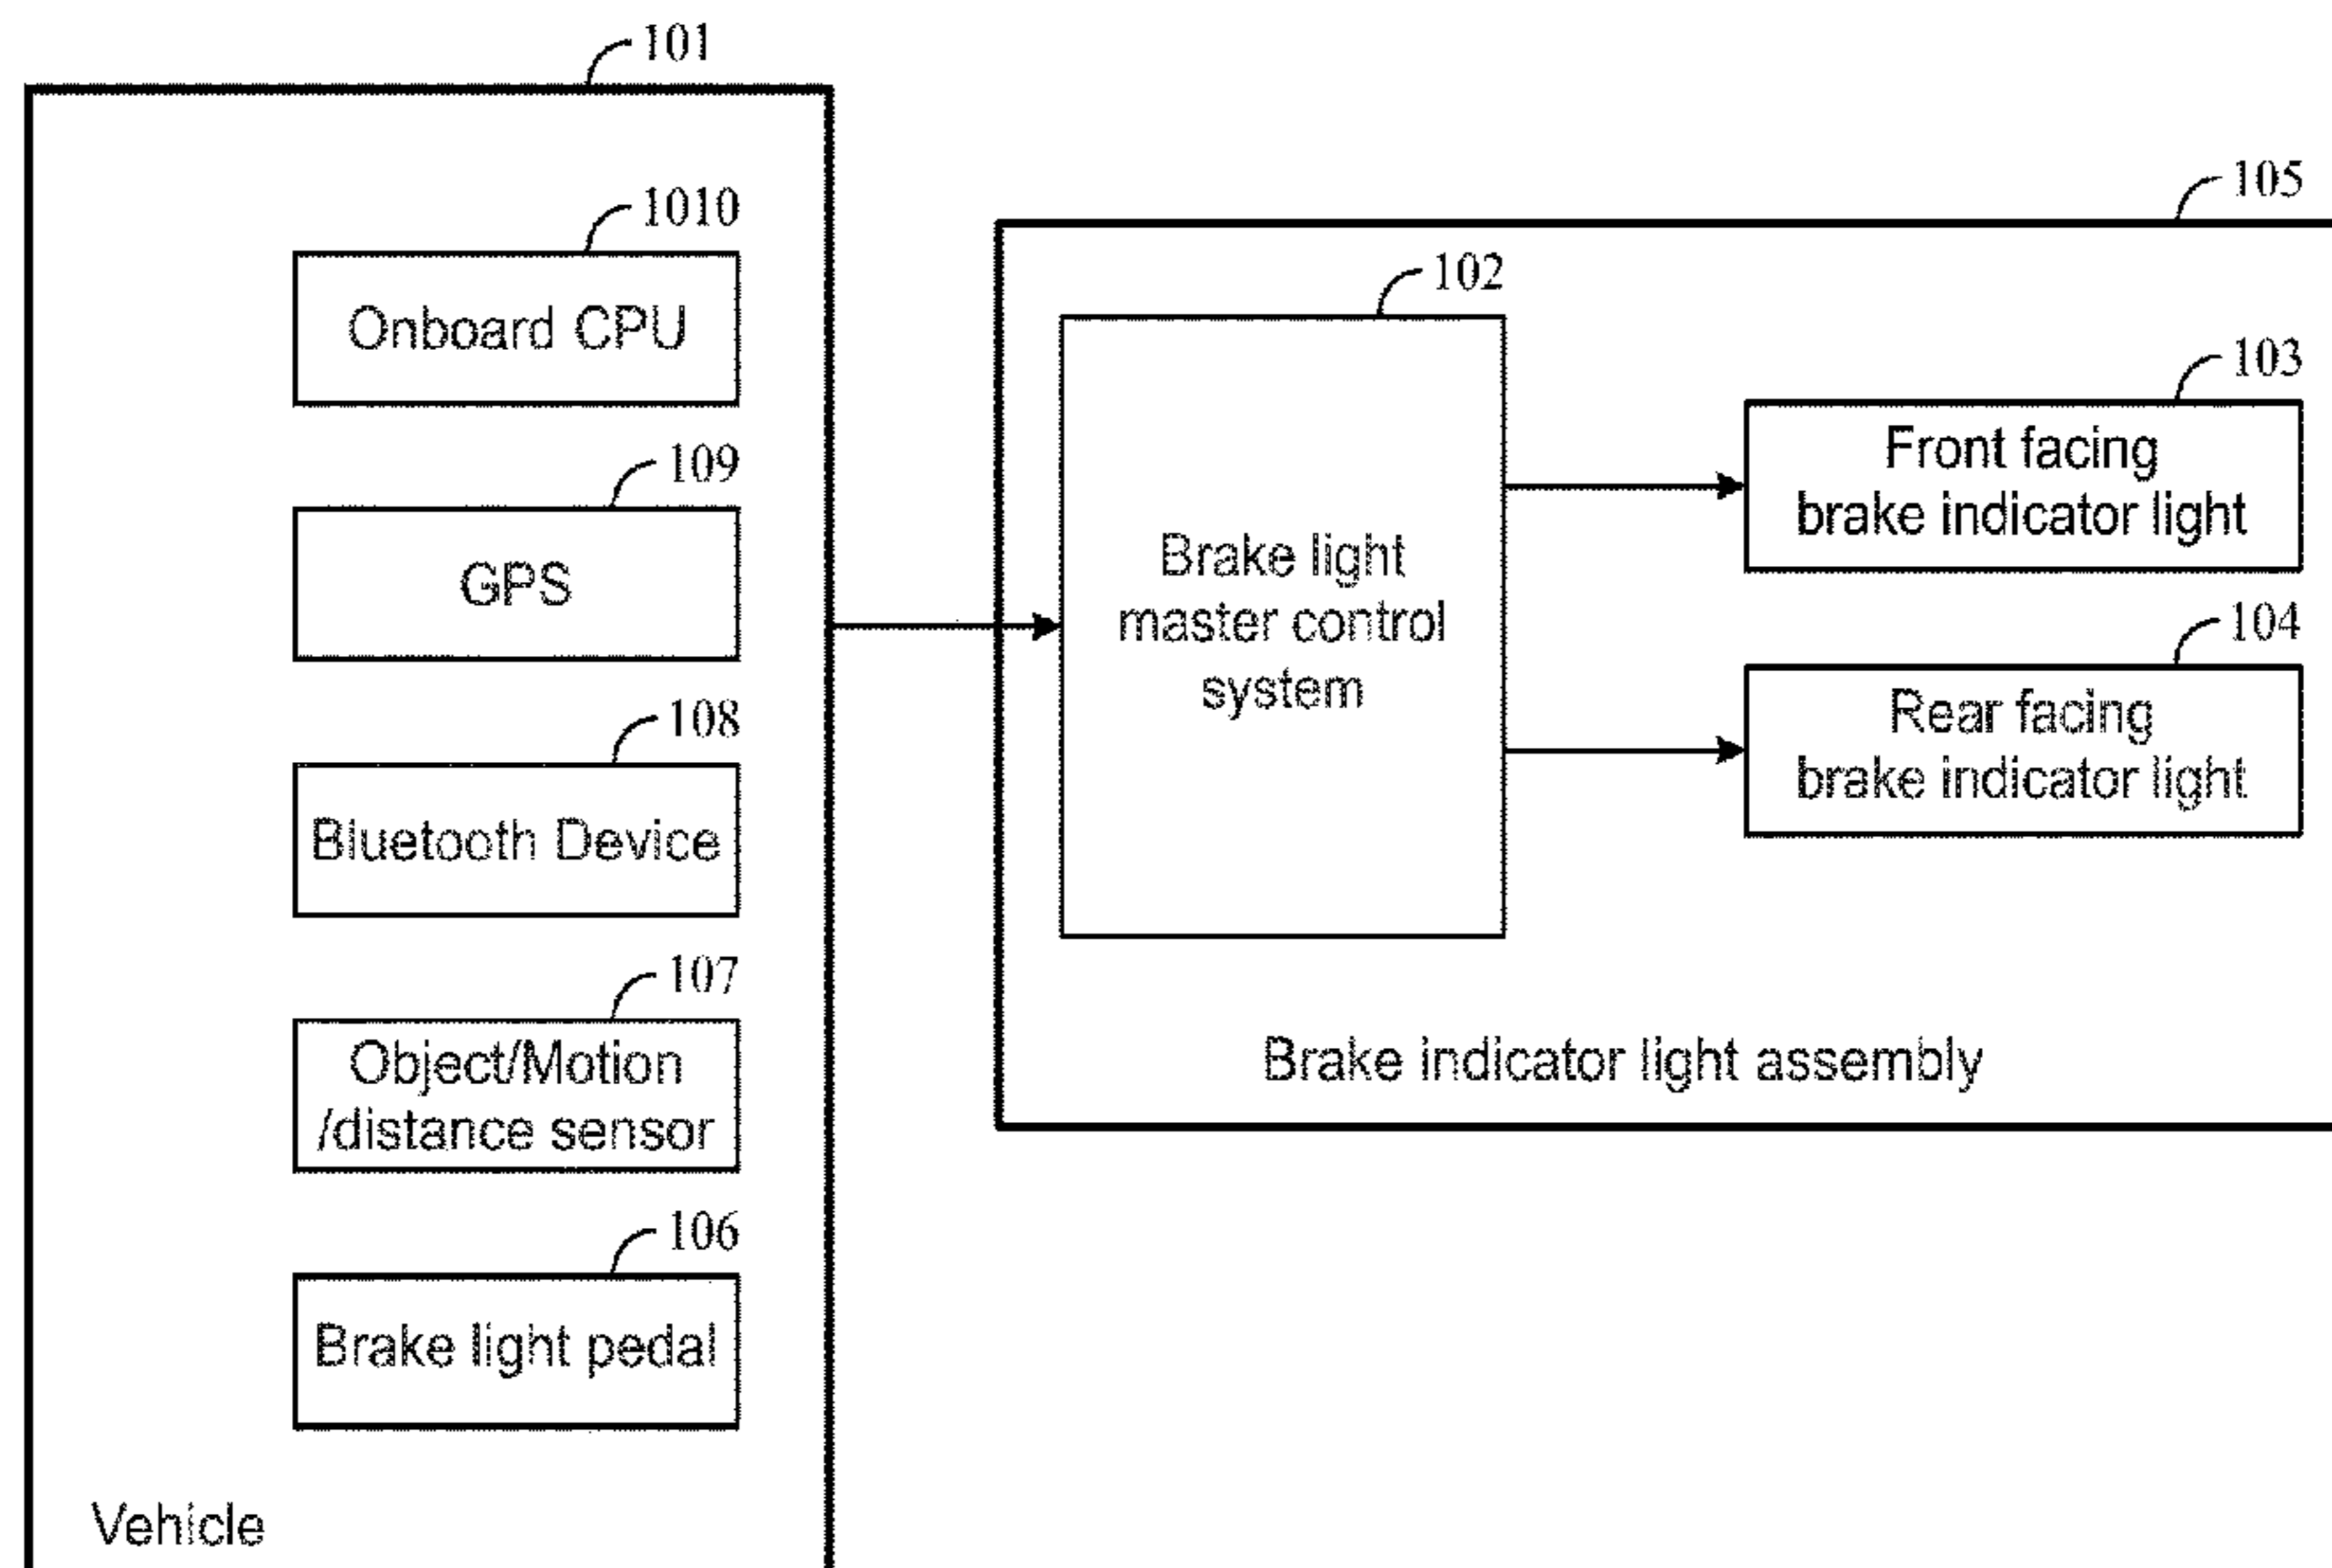 101
1010
Onboard CPU
109
GPS
108
Bluetooth Device
107
Object/Motion
/distance sensor
106
Brake light pedal
Vehicle
105
102
Brake light
master control
system
103
Front facing
brake indicator light
104
Rear facing
brake indicator light
Brake indicator light assembly